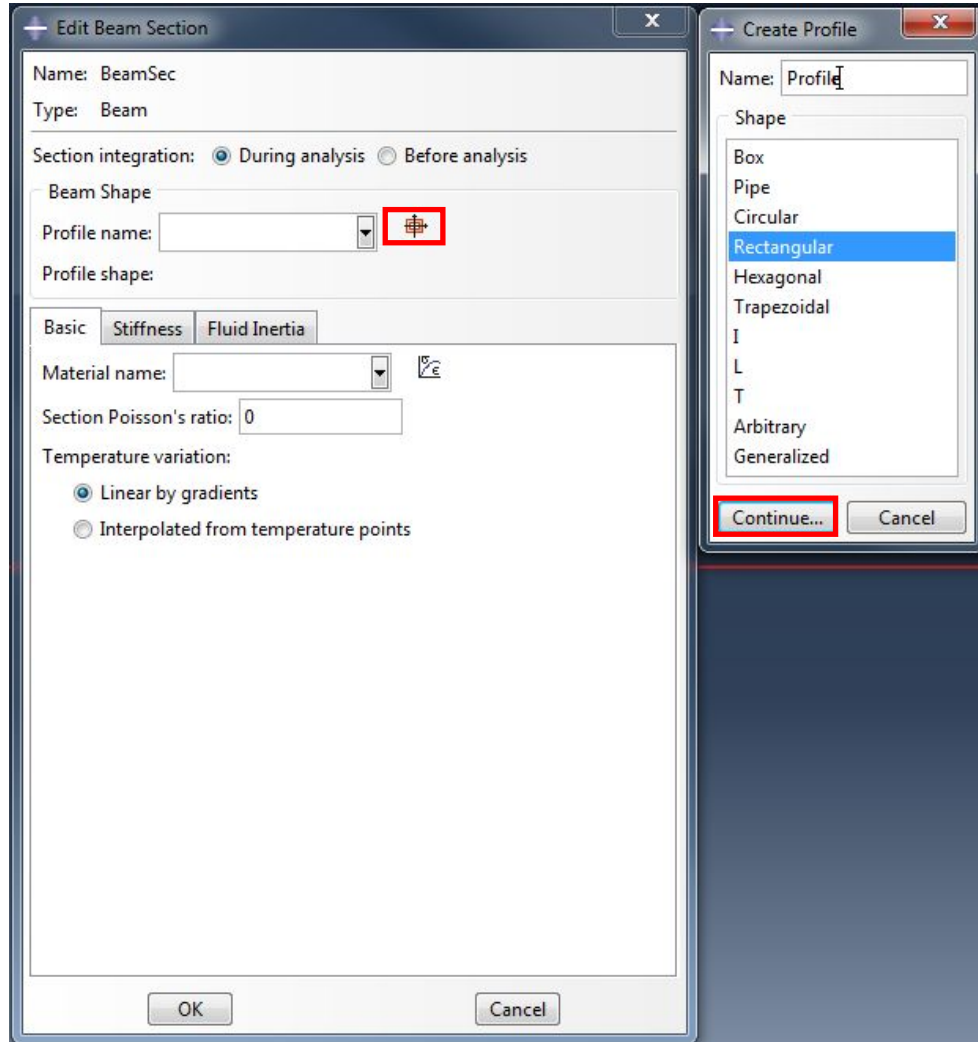 Edit Beam Section
Name: BeamSec
Type: Beam
Section integration: During analysis Before analysis
Beam Shape
Profile name:
Profile shape:
Basic Stiffness Fluid Inertia
Material name: σ/ε
Section Poisson's ratio: 0
Temperature variation:
Linear by gradients
Interpolated from temperature points
OK Cancel
Create Profile
Name: Profile
Shape
Box
Pipe
Circular
Rectangular
Hexagonal
Trapezoidal
I
L
T
Arbitrary
Generalized
Continue... Cancel